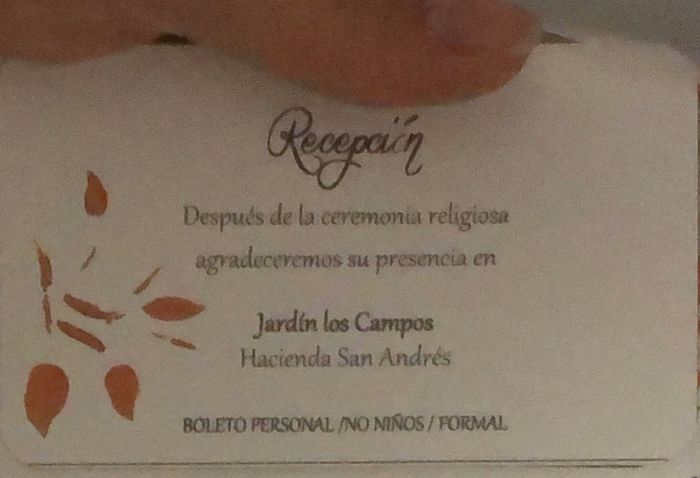 Recepción
Después de la ceremonia religiosa
agradeceremos su presencia en
Jardín los Campos
Hacienda San Andrés
BOLETO PERSONAL /NO NIÑOS / FORMAL